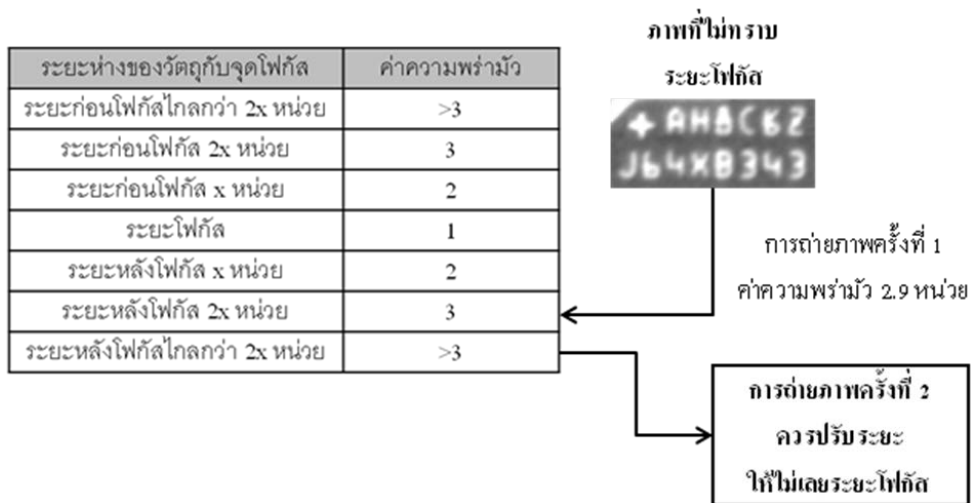 ภาพที่ไม่ทราบ
ระยะโฟกัส
ระยะห่างของวัตถุกับจุดโฟกัส ค่าความพร่ามัว
ระยะก่อนโฟกัสไกลกว่า 2x หน่วย >3
ระยะก่อนโฟกัส 2x หน่วย 3
ระยะก่อนโฟกัส x หน่วย 2
ระยะโฟกัส 1
ระยะหลังโฟกัส x หน่วย 2
ระยะหลังโฟกัส 2x หน่วย 3
ระยะหลังโฟกัสไกลกว่า 2x หน่วย >3
การถ่ายภาพครั้งที่ 1
ค่าความพร่ามัว 2.9 หน่วย
การถ่ายภาพครั้งที่ 2
ควรปรับระยะ
ให้ไม่เลยระยะโฟกัส